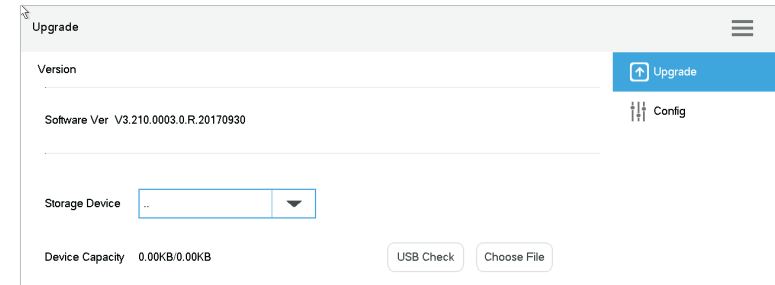 Upgrade
Version
Upgrade
Config
Software Ver V3.210.0003.0.R.20170930
Storage Device ..
Device Capacity 0.00KB/0.00KB USB Check Choose File